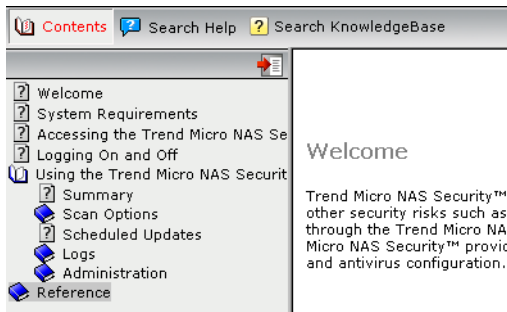 Contents Search Help Search KnowledgeBase
Welcome
System Requirements
Accessing the Trend Micro NAS Se
Logging On and Off
Using the Trend Micro NAS Securit
Summary
Scan Options
Scheduled Updates
Logs
Administration
Reference
Welcome
Trend Micro NAS Security™
other security risks such as
through the Trend Micro NA
Micro NAS Security™ provid
and antivirus configuration.